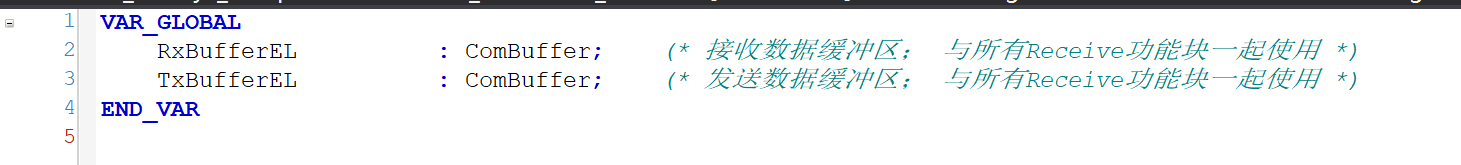 1 VAR_GLOBAL
2 RxBufferEL : ComBuffer; (* 接收数据缓冲区; 与所有Receive功能块一起使用 *)
3 TxBufferEL : ComBuffer; (* 发送数据缓冲区; 与所有Receive功能块一起使用 *)
4 END_VAR
5